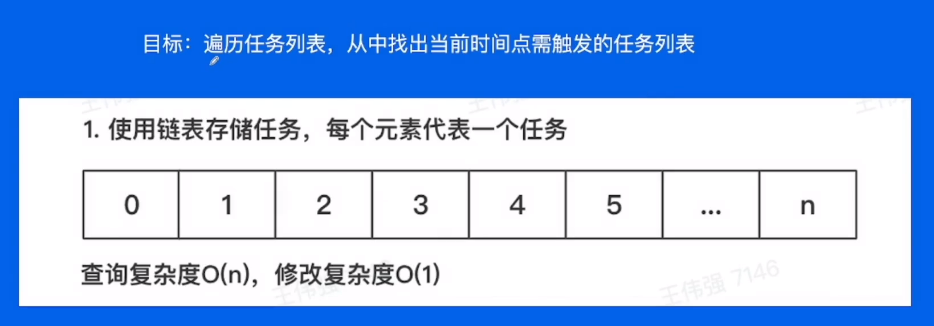 目标：遍历任务列表，从中找出当前时间点需触发的任务列表
1. 使用链表存储任务，每个元素代表一个任务
0 1 2 3 4 5 ... n
查询复杂度O(n)，修改复杂度O(1)
王伟强 7146